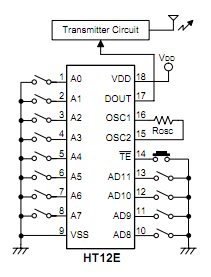 Transmitter Circuit
VDD
1 A0 VDD 18
2 A1 DOUT 17
3 A2 OSC1 16
ROSC
4 A3 OSC2 15
5 A4 TE 14
6 A5 AD11 13
7 A6 AD10 12
8 A7 AD9 11
9 VSS AD8 10
HT12E